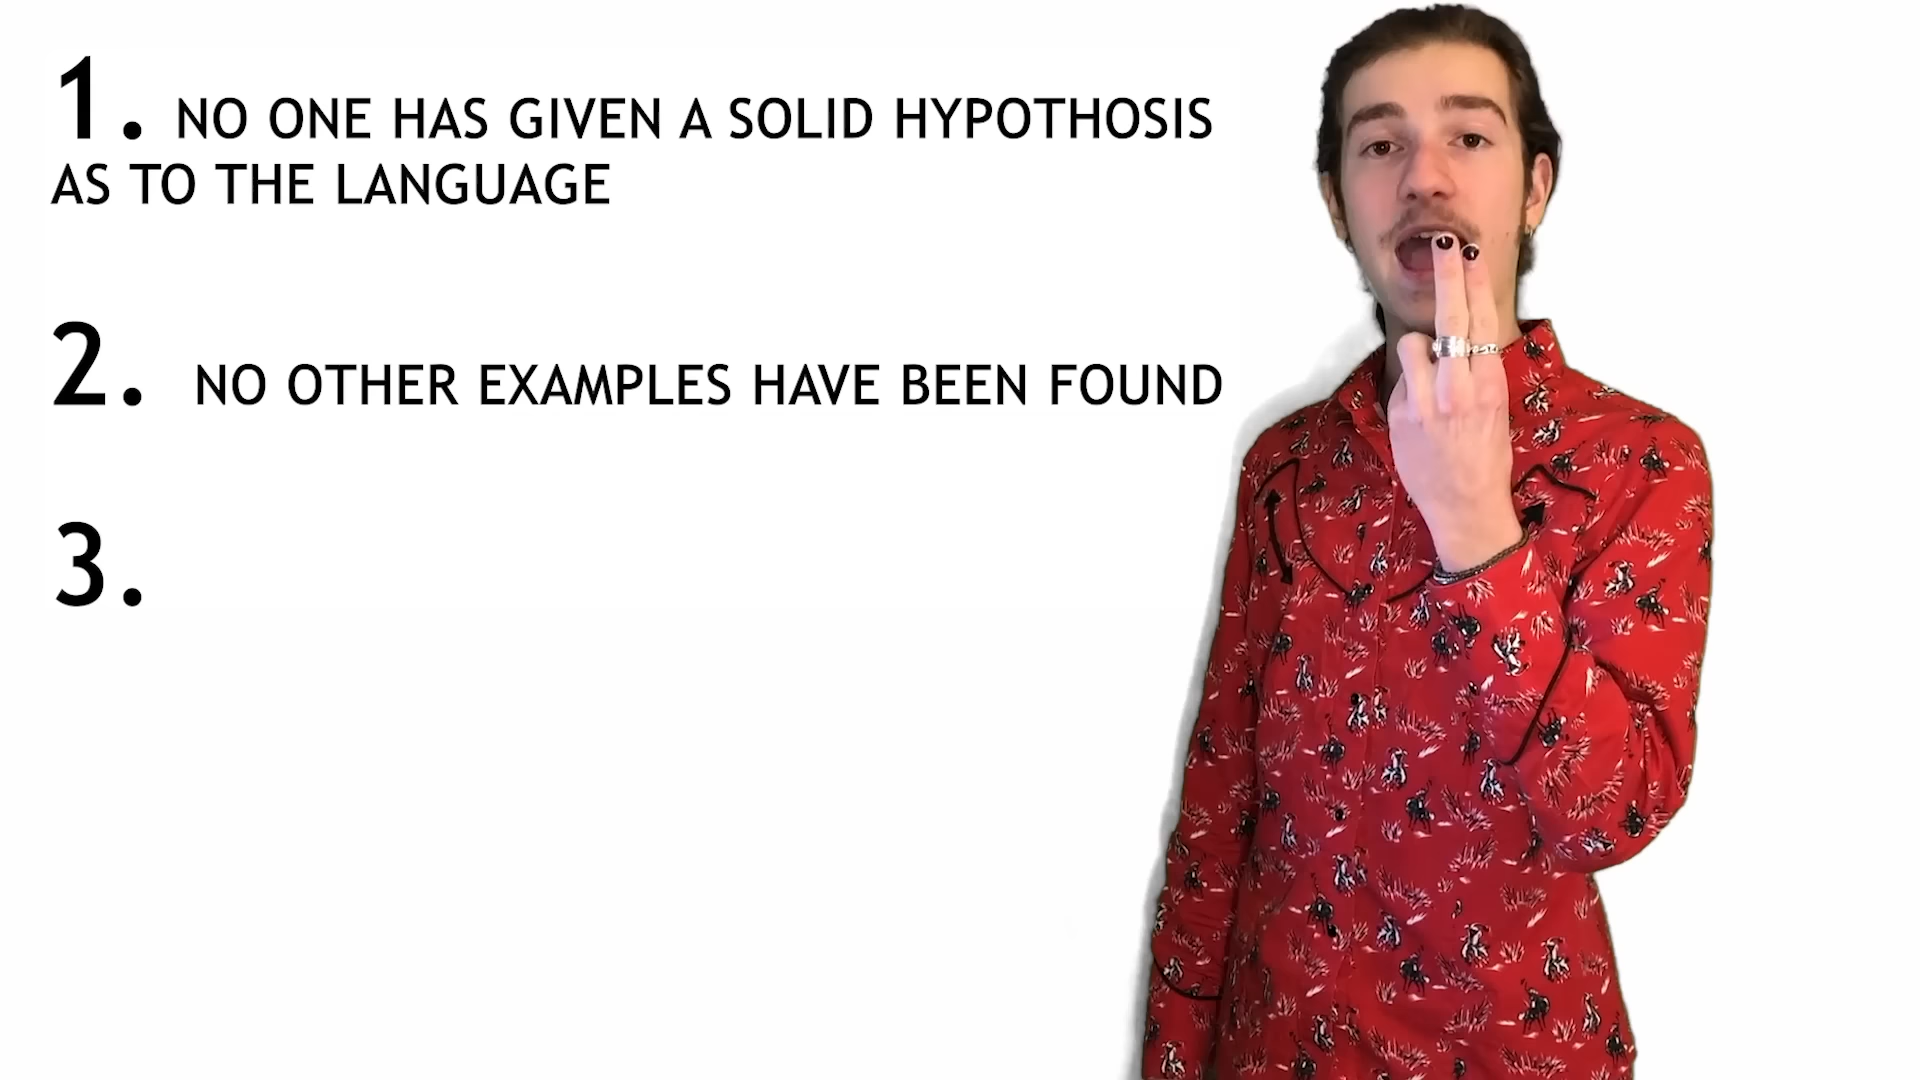 1. NO ONE HAS GIVEN A SOLID HYPOTHOSIS
AS TO THE LANGUAGE
2. NO OTHER EXAMPLES HAVE BEEN FOUND
3.